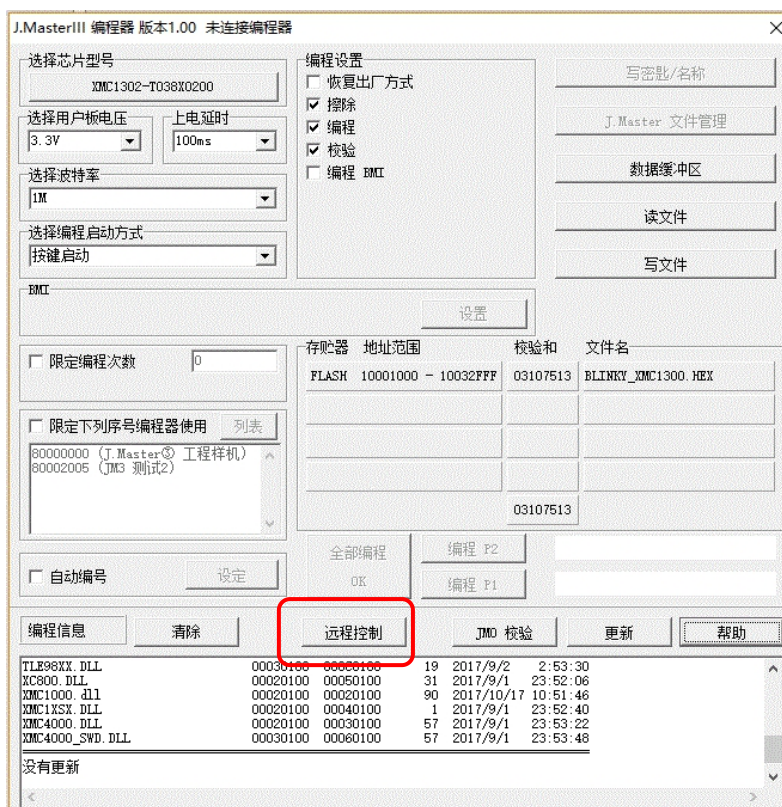 J.MasterIII 编程器 版本1.00 未连接编程器
选择芯片型号
XMC1302-T038X0200
选择用户板电压
3.3V
上电延时
100ms
选择波特率
1M
选择编程启动方式
按键启动
编程设置
恢复出厂方式
擦除
编程
校验
编程 BMI
写密匙/名称
J.Master 文件管理
数据缓冲区
读文件
写文件
BMI
设置
限定编程次数
0
限定下列序号编程器使用
列表
80000000 (J.Master③ 工程样机)
80002005 (JM3 测试2)
自动编号
设定
存贮器 地址范围 校验和 文件名
FLASH 10001000 - 10032FFF 03107513 BLINKY_XMC1300.HEX
03107513
全部编程
OK
编程 P2
编程 P1
编程信息
清除
远程控制
JMO 校验
更新
帮助
TLE98XX.DLL 00030100 00050100 19 2017/9/2 2:53:30
XC800.DLL 00020100 00050100 31 2017/9/1 23:52:06
XMC1000.dll 00020100 00020100 90 2017/10/17 10:51:46
XMC1XSX.DLL 00020100 00040100 1 2017/9/1 23:52:40
XMC4000.DLL 00020100 00030100 57 2017/9/1 23:53:22
XMC4000_SWD.DLL 00030100 00060100 57 2017/9/1 23:53:48
没有更新